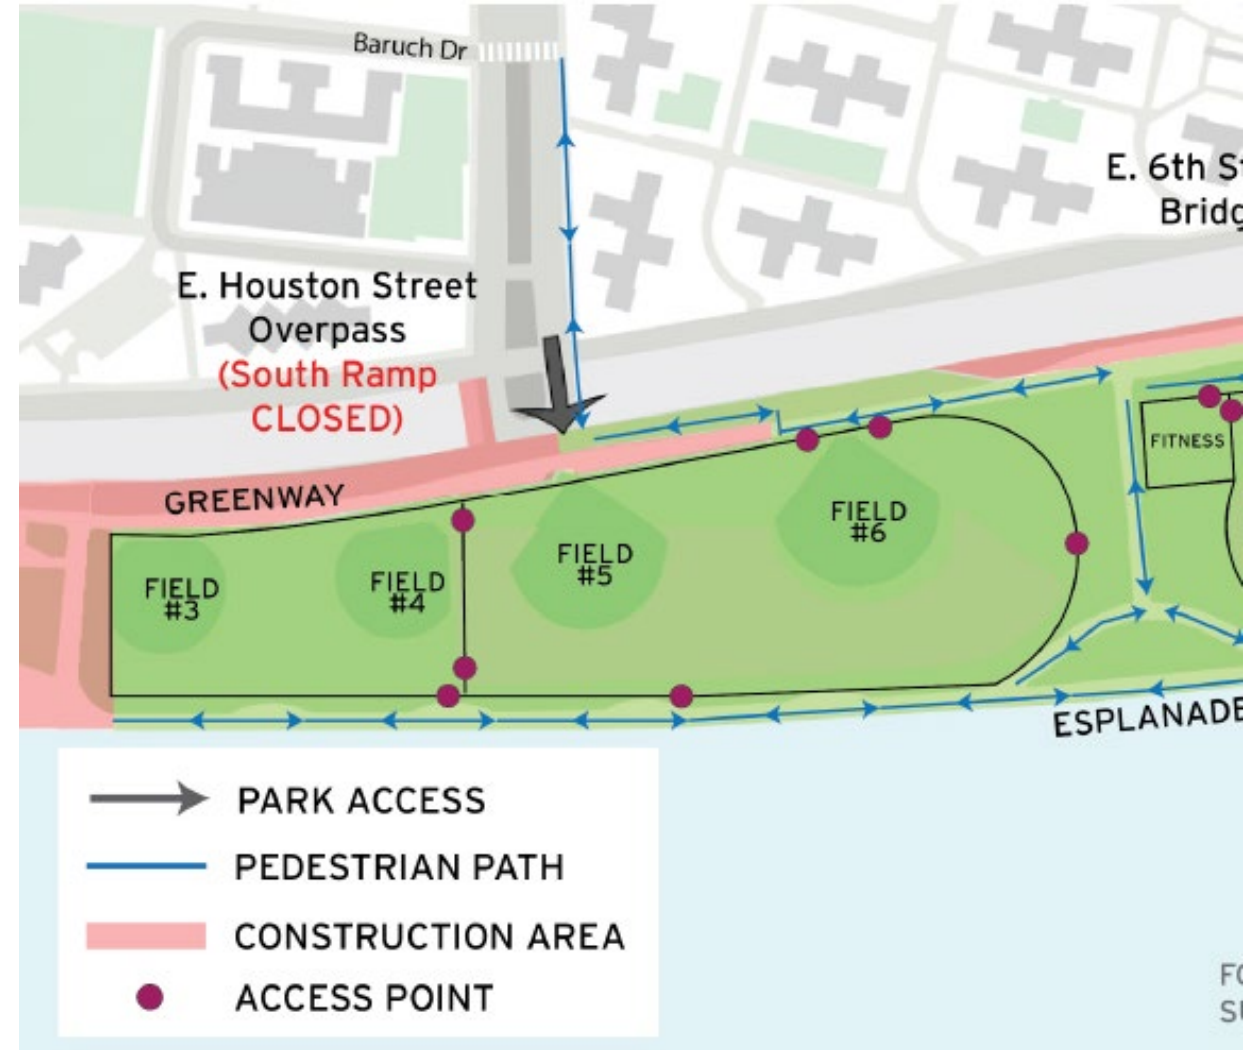 Baruch Dr
E. 6th St
Bridg
E. Houston Street
Overpass
(South Ramp
CLOSED)
GREENWAY
FITNESS
FIELD
#3
FIELD
#4
FIELD
#5
FIELD
#6
ESPLANADE
PARK ACCESS
PEDESTRIAN PATH
CONSTRUCTION AREA
ACCESS POINT